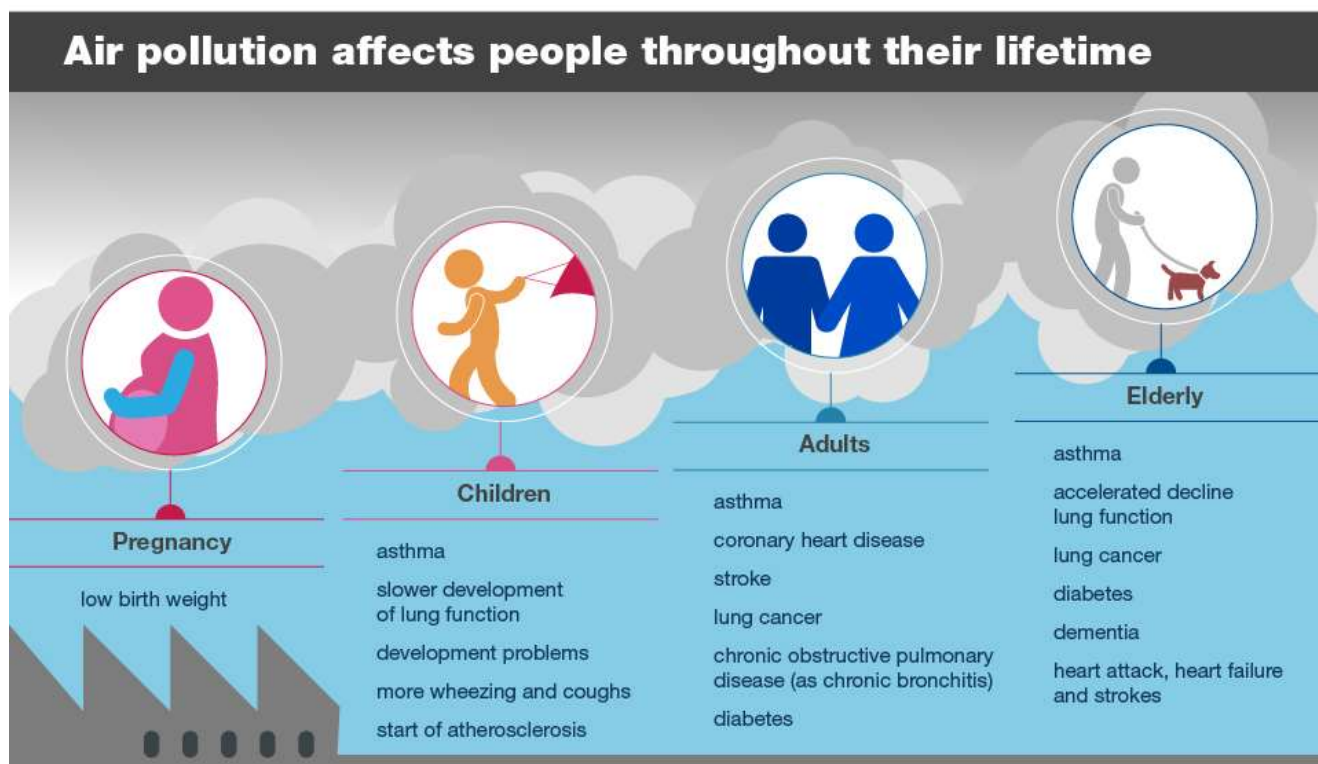 Air pollution affects people throughout their lifetime
Pregnancy
low birth weight
Children
asthma
slower development
of lung function
development problems
more wheezing and coughs
start of atherosclerosis
Adults
asthma
coronary heart disease
stroke
lung cancer
chronic obstructive pulmonary
disease (as chronic bronchitis)
diabetes
Elderly
asthma
accelerated decline
lung function
lung cancer
diabetes
dementia
heart attack, heart failure
and strokes